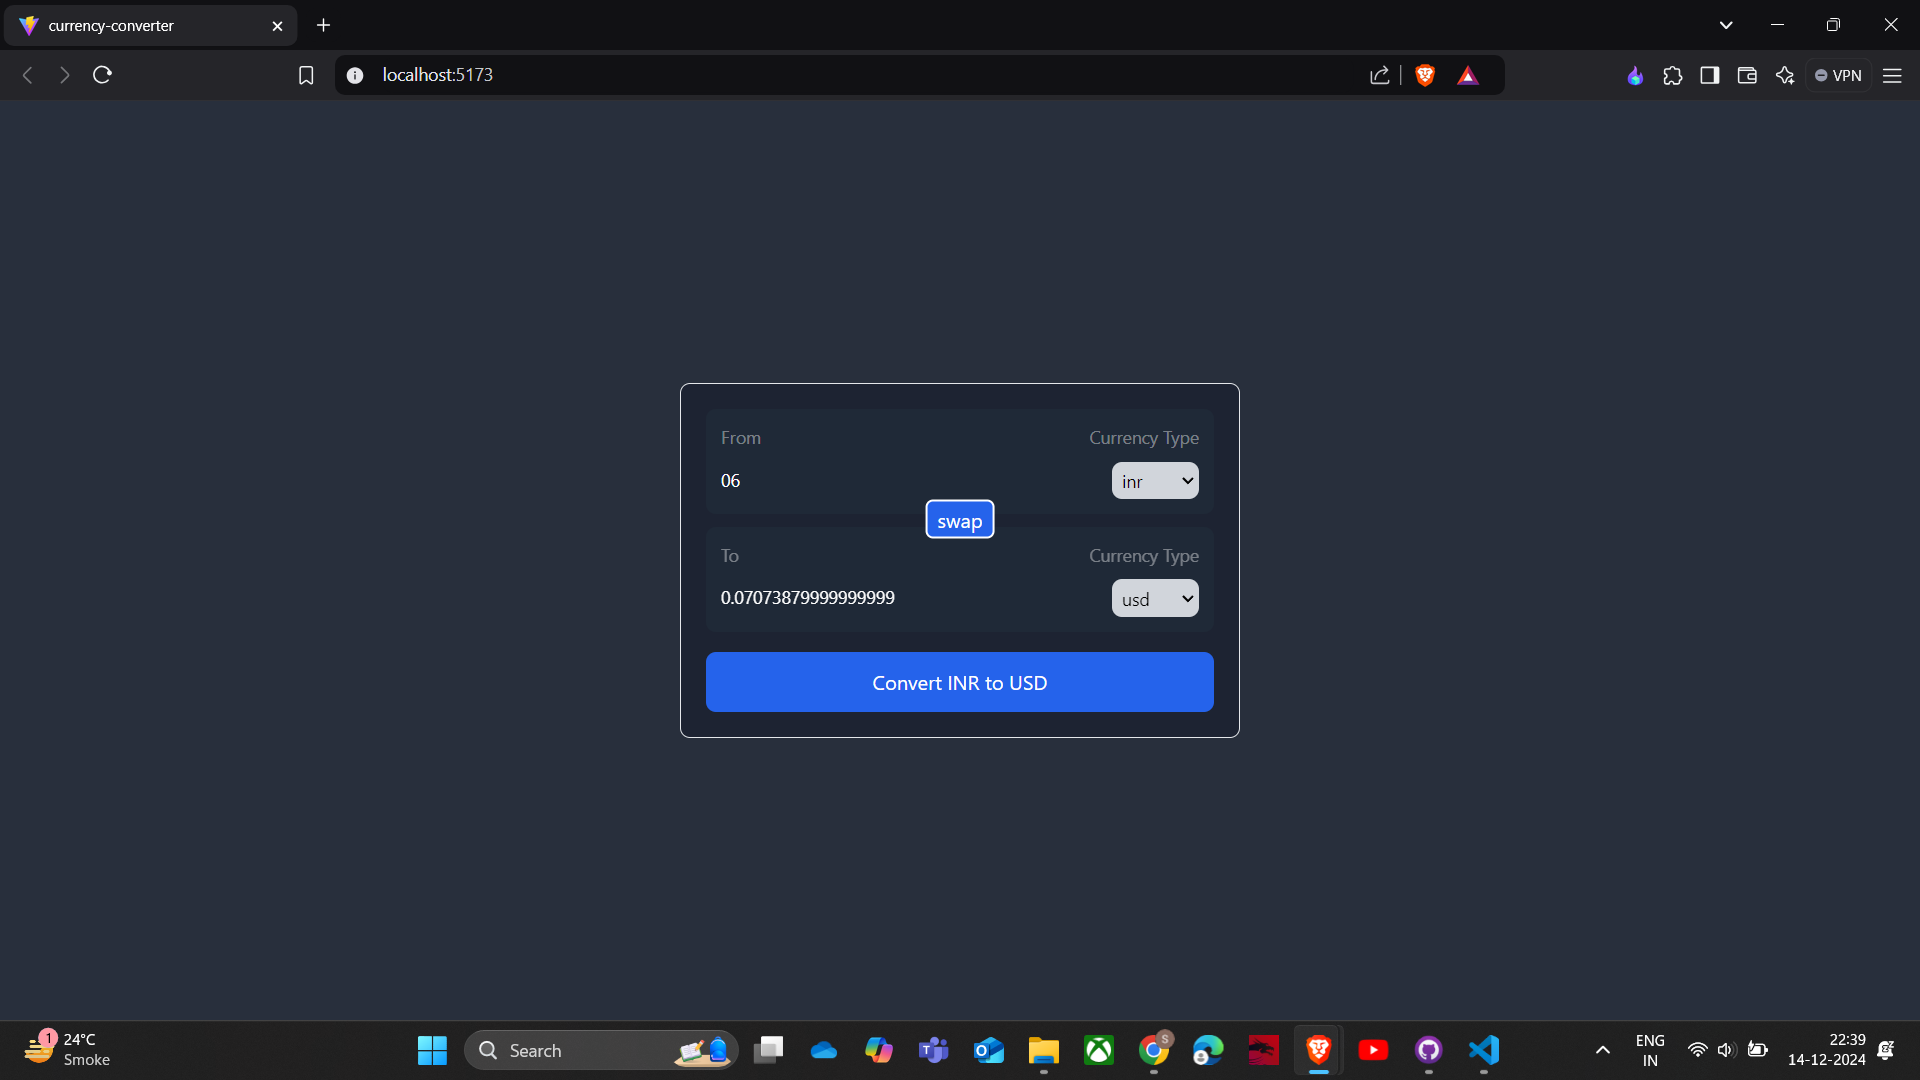 currency-converter
localhost:5173
VPN
From
Currency Type
06
inr
swap
To
Currency Type
0.07073879999999999
usd
Convert INR to USD
1
24°C
Smoke
Search
S
ENG
IN
22:39
14-12-2024